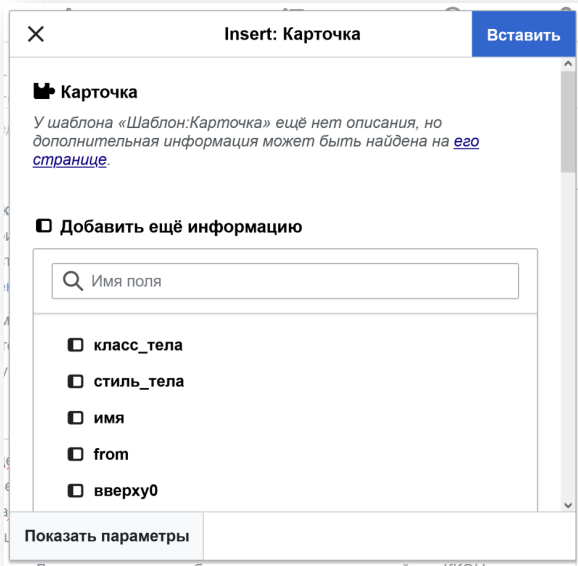 Insert: Карточка
Вставить
Карточка
У шаблона «Шаблон:Карточка» ещё нет описания, но
дополнительная информация может быть найдена на его
странице.
Добавить ещё информацию
Имя поля
класс_тела
стиль_тела
имя
from
вверху0
Показать параметры